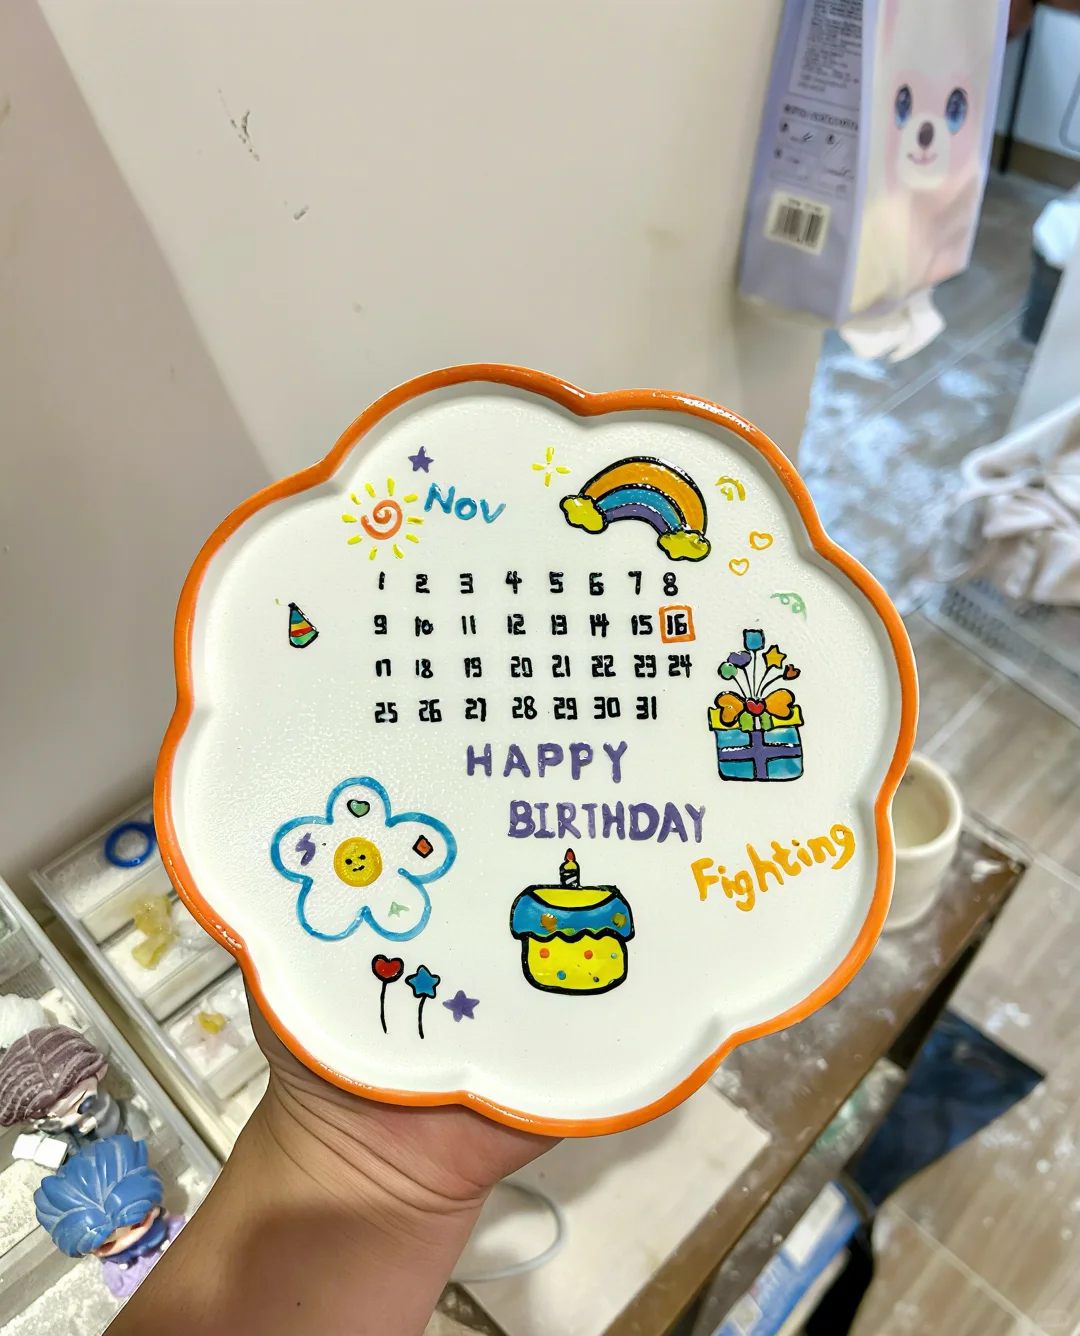 Nov
1 2 3 4 5 6 7 8
9 10 11 12 13 14 15 16
17 18 19 20 21 22 23 24
25 26 27 28 29 30 31
HAPPY
BIRTHDAY
Fighting